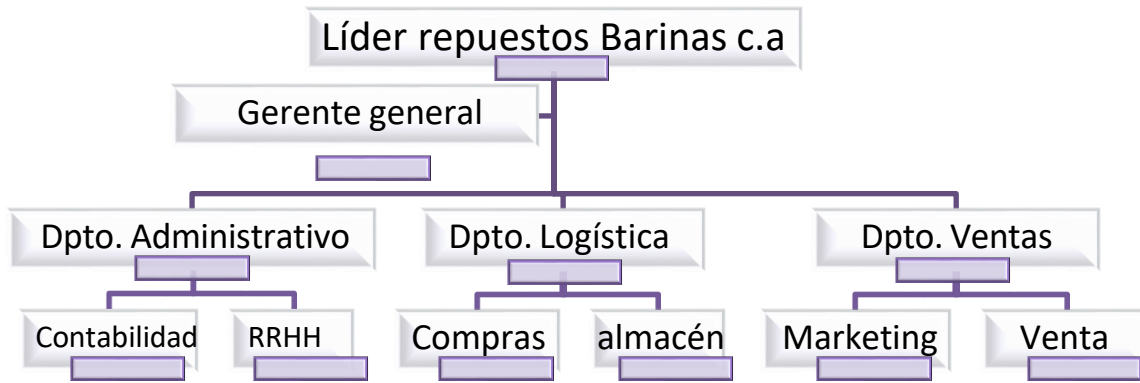 Líder repuestos Barinas c.a
Gerente general
Dpto. Administrativo
Dpto. Logística
Dpto. Ventas
Contabilidad
RRHH
Compras
almacén
Marketing
Venta